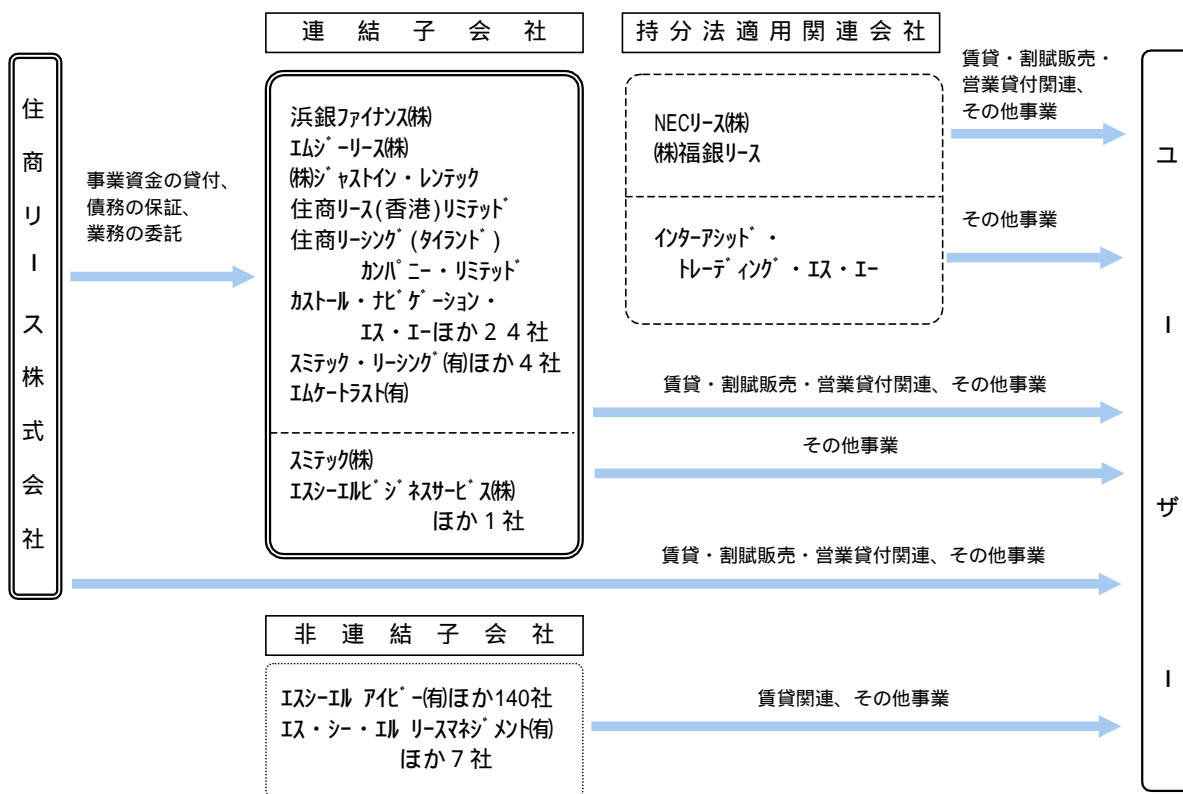 連結子会社
持分法適用関連会社
住商リース株式会社
事業資金の貸付、
債務の保証、
業務の委託
浜銀ファイナンス㈱
エムジーリース㈱
㈱ジャストイン・レンテック
住商リース(香港)リミテッド
住商リーシング(タイランド)
カンパニー・リミテッド
カストール・ナビゲーション・
エス・エーほか24社
スミテック・リーシング㈲ほか4社
エムケートラスト㈲
スミテック㈱
エスシーエルビジネスサービス㈱
ほか1社
NECリース㈱
㈱福銀リース
インターアシッド・
トレーディング・エス・エー
賃貸・割賦販売・
営業貸付関連、
その他事業
その他事業
賃貸・割賦販売・営業貸付関連、その他事業
その他事業
賃貸・割賦販売・営業貸付関連、その他事業
非連結子会社
エスシーエル アイビー㈲ほか140社
エス・シー・エル リースマネジメント㈲
ほか7社
賃貸関連、その他事業
ユーザー